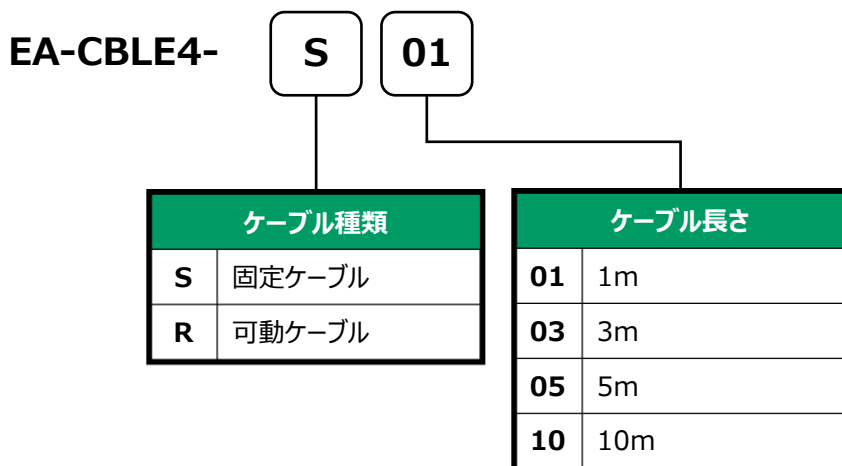 EA-CBLE4- S 01
ケーブル種類
S 固定ケーブル
R 可動ケーブル
ケーブル長さ
01 1m
03 3m
05 5m
10 10m